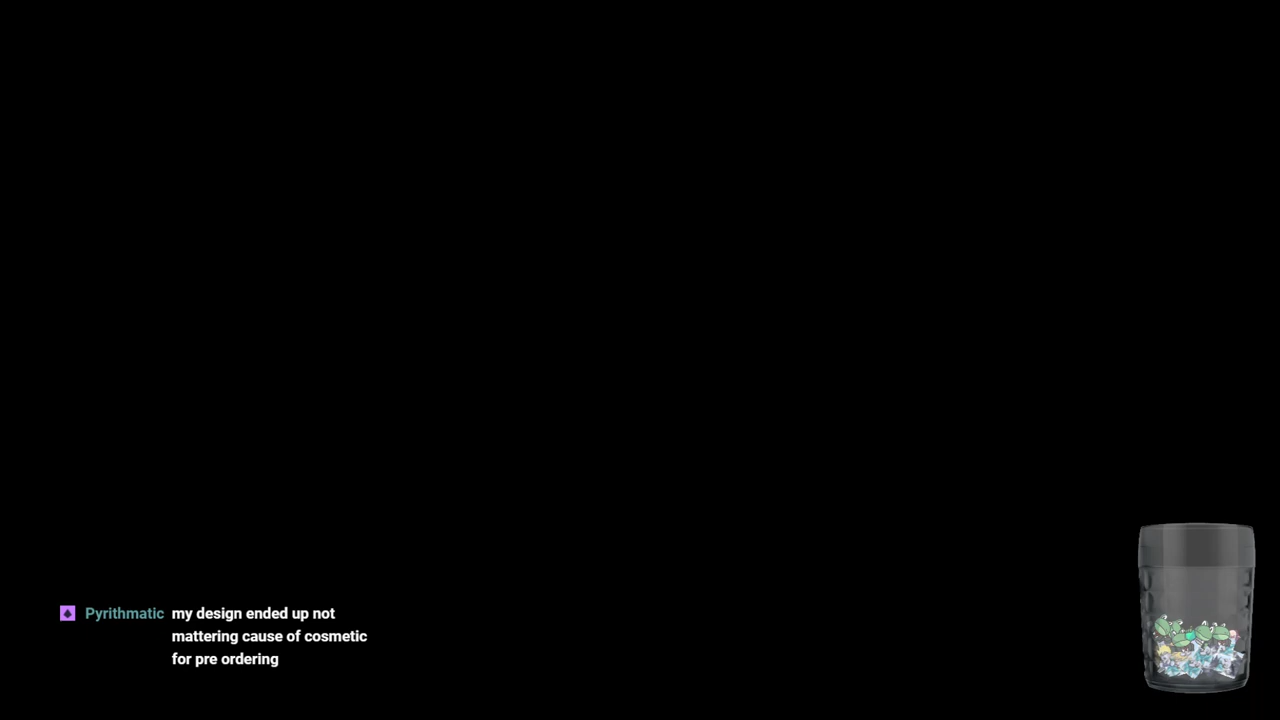 Pyrithmatic my design ended up not
mattering cause of cosmetic
for pre ordering